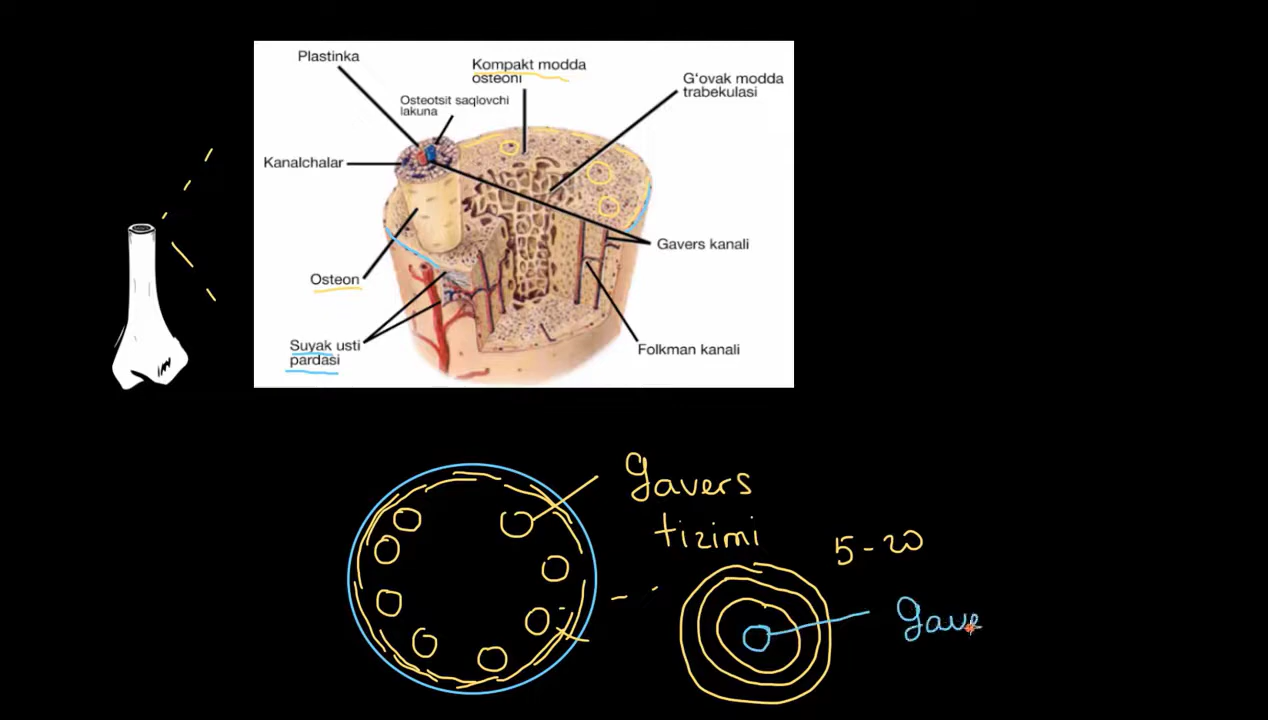 Plastinka
Kompakt modda
osteoni
G‘ovak modda
trabekulasi
Osteotsit saqlovchi
lakuna
Kanalchalar
Gavers kanali
Osteon
Suyak usti
pardasi
Folkman kanali
Gavers
tizimi
5-20
Gave